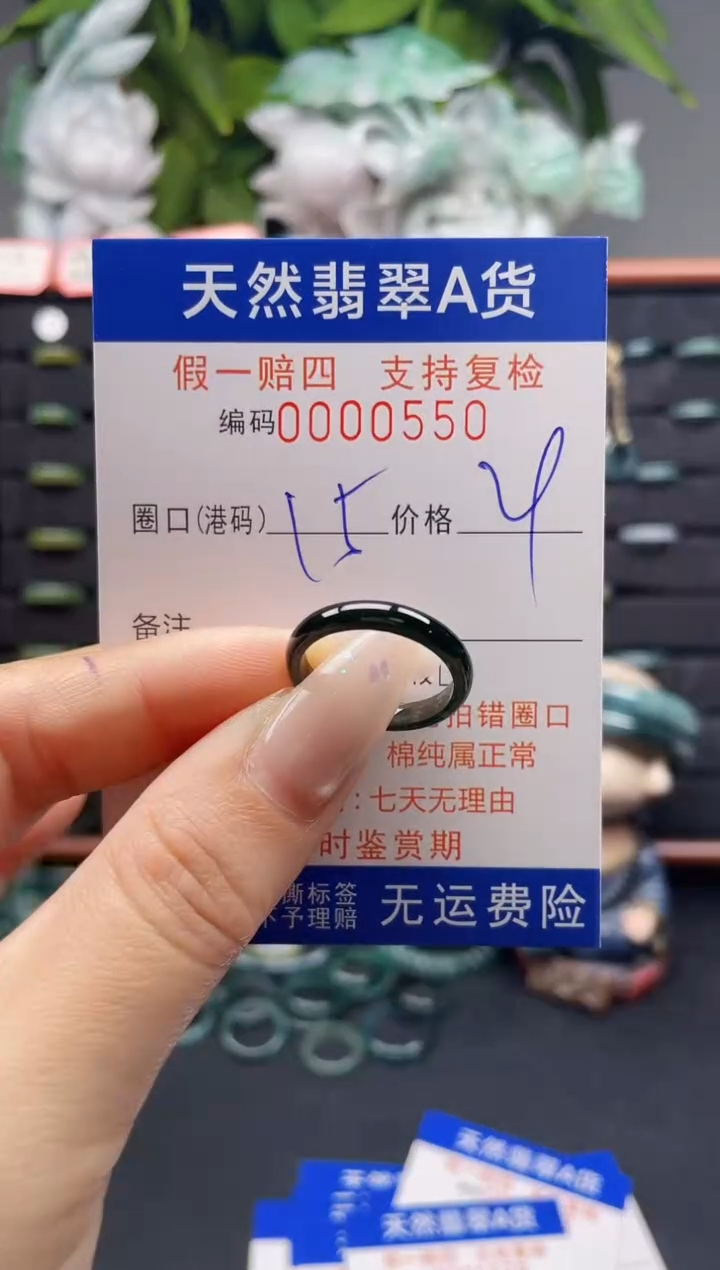 天然翡翠A货
假一赔四 支持复检
编码0000550
圈口(港码) 15 价格 4
备注
拍错圈口
棉纯属正常
:七天无理由
时鉴赏期
撕标签
不予理赔
无运费险
天然翡翠A货
天然
天然翡翠A货